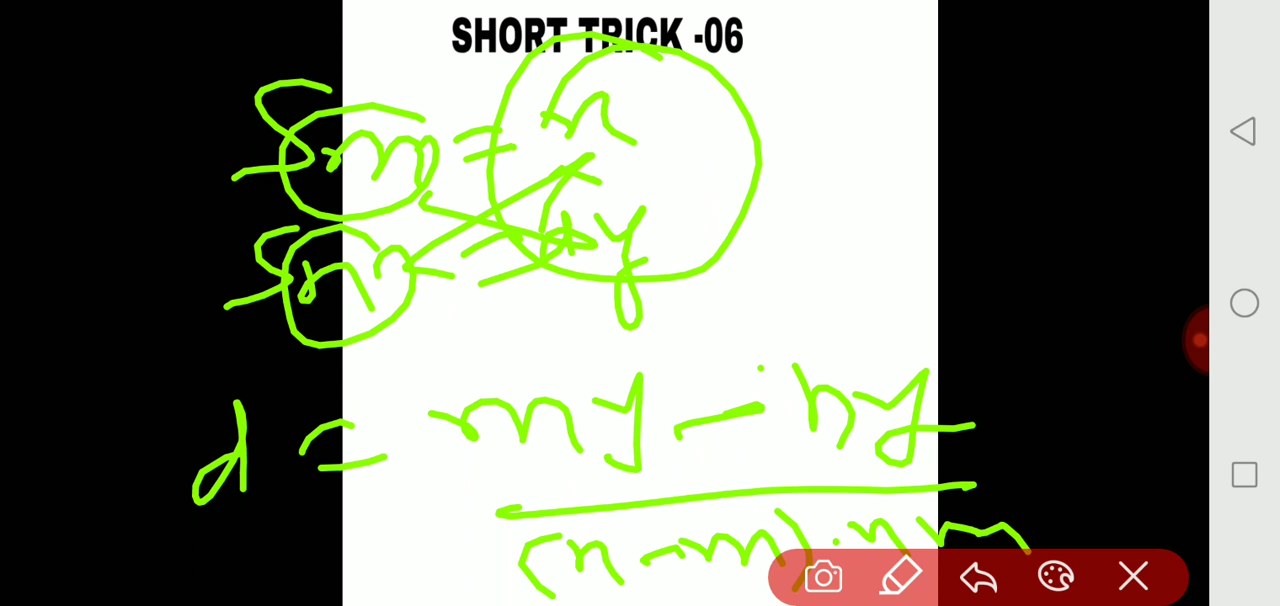 SHORT TRICK -06
Sm = x
Sn = y
d = my - ny
(n-m).nm